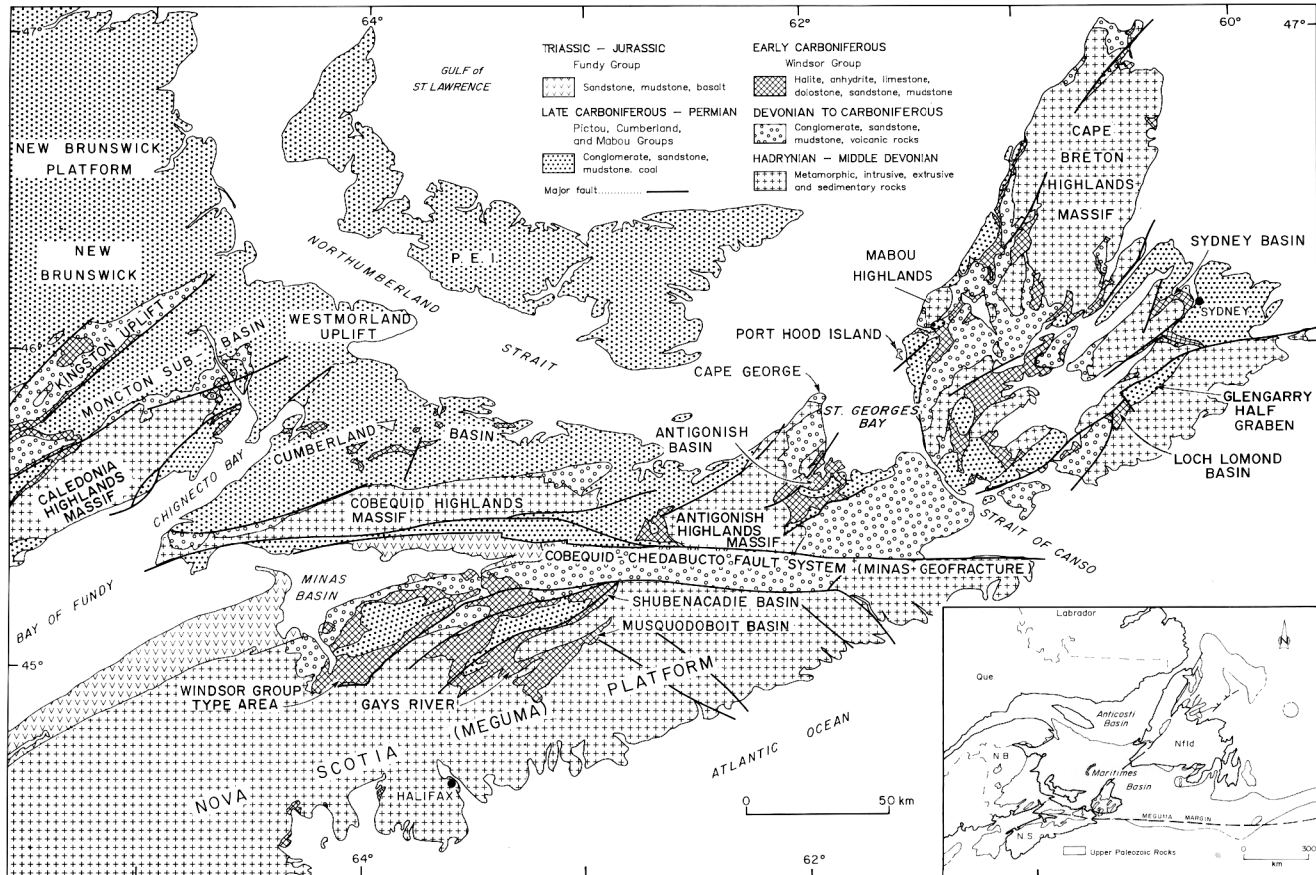 47°
64°
62°
60°
47°
TRIASSIC – JURASSIC
Fundy Group
Sandstone, mudstone, basalt
LATE CARBONIFEROUS – PERMIAN
Pictou, Cumberland,
and Mabou Groups
Conglomerate, sandstone,
mudstone. coal
Major fault............
EARLY CARBONIFEROUS
Windsor Group
Halite, anhydrite, limestone,
dolostone, sandstone, mudstone
DEVONIAN TO CARBONIFERCUS
Conglomerate, sandstone,
mudstone, volcanic rocks
HADRYNIAN – MIDDLE DEVONIAN
Metamorphic, intrusive, extrusive
and sedimentary rocks
GULF of
ST LAWRENCE
NEW BRUNSWICK
PLATFORM
NEW
BRUNSWICK
NORTHUMBERLAND
STRAIT
P.E.I.
CAPE
BRETON
HIGHLANDS
MASSIF
MABOU
HIGHLANDS
SYDNEY BASIN
SYDNEY
PORT HOOD ISLAND
46°
KINGSTON UPLIFT
MONCTON SUB-BASIN
WESTMORLAND
UPLIFT
CAPE GEORGE
ST. GEORGES
BAY
GLENGARRY
HALF
GRABEN
LOCH LOMOND
BASIN
ANTIGONISH
BASIN
CALEDONIA
HIGHLANDS
MASSIF
CHIGNECTO BAY
CUMBERLAND
BASIN
COBEQUID HIGHLANDS
MASSIF
ANTIGONISH
HIGHLANDS
MASSIF
STRAIT OF CANSO
COBEQUID-CHEDABUCTO FAULT SYSTEM (MINAS-GEOFRACTURE)
BAY OF FUNDY
MINAS
BASIN
SHUBENACADIE BASIN
MUSQUODOBOIT BASIN
45°
WINDSOR GROUP
TYPE AREA
GAYS RIVER
NOVA SCOTIA (MEGUMA) PLATFORM
ATLANTIC OCEAN
HALIFAX
0 50 km
64°
62°
Labrador
N
Que
Anticosti
Basin
Nfld
N.B
Maritimes
Basin
MEGUMA MARGIN
N.S.
Upper Paleozoic Rocks
0 300
km